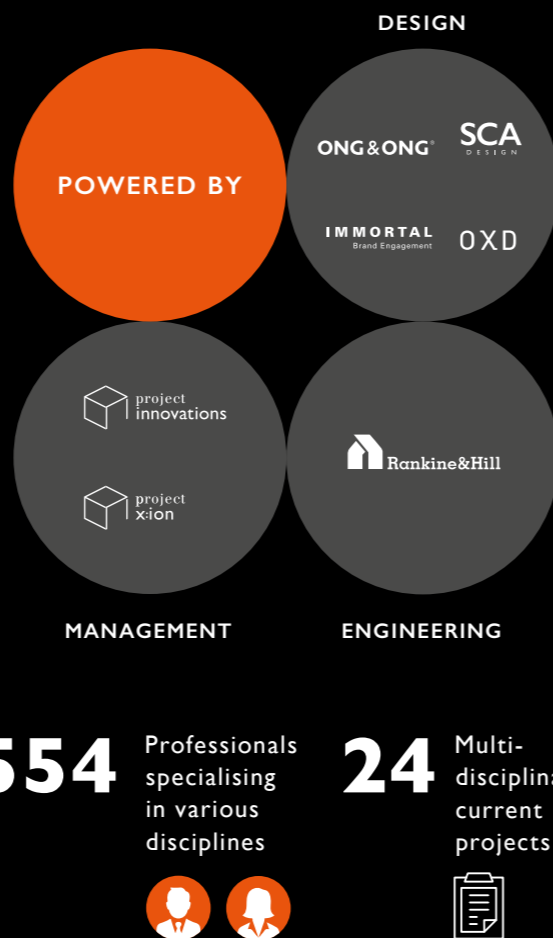 DESIGN
POWERED BY
ONG&ONG®
SCA
DESIGN
IMMORTAL
Brand Engagement
OXD
project
innovations
project
x:ion
Rankine&Hill
MANAGEMENT
ENGINEERING
554
Professionals
specialising
in various
disciplines
24
Multi-
disciplina
current
projects